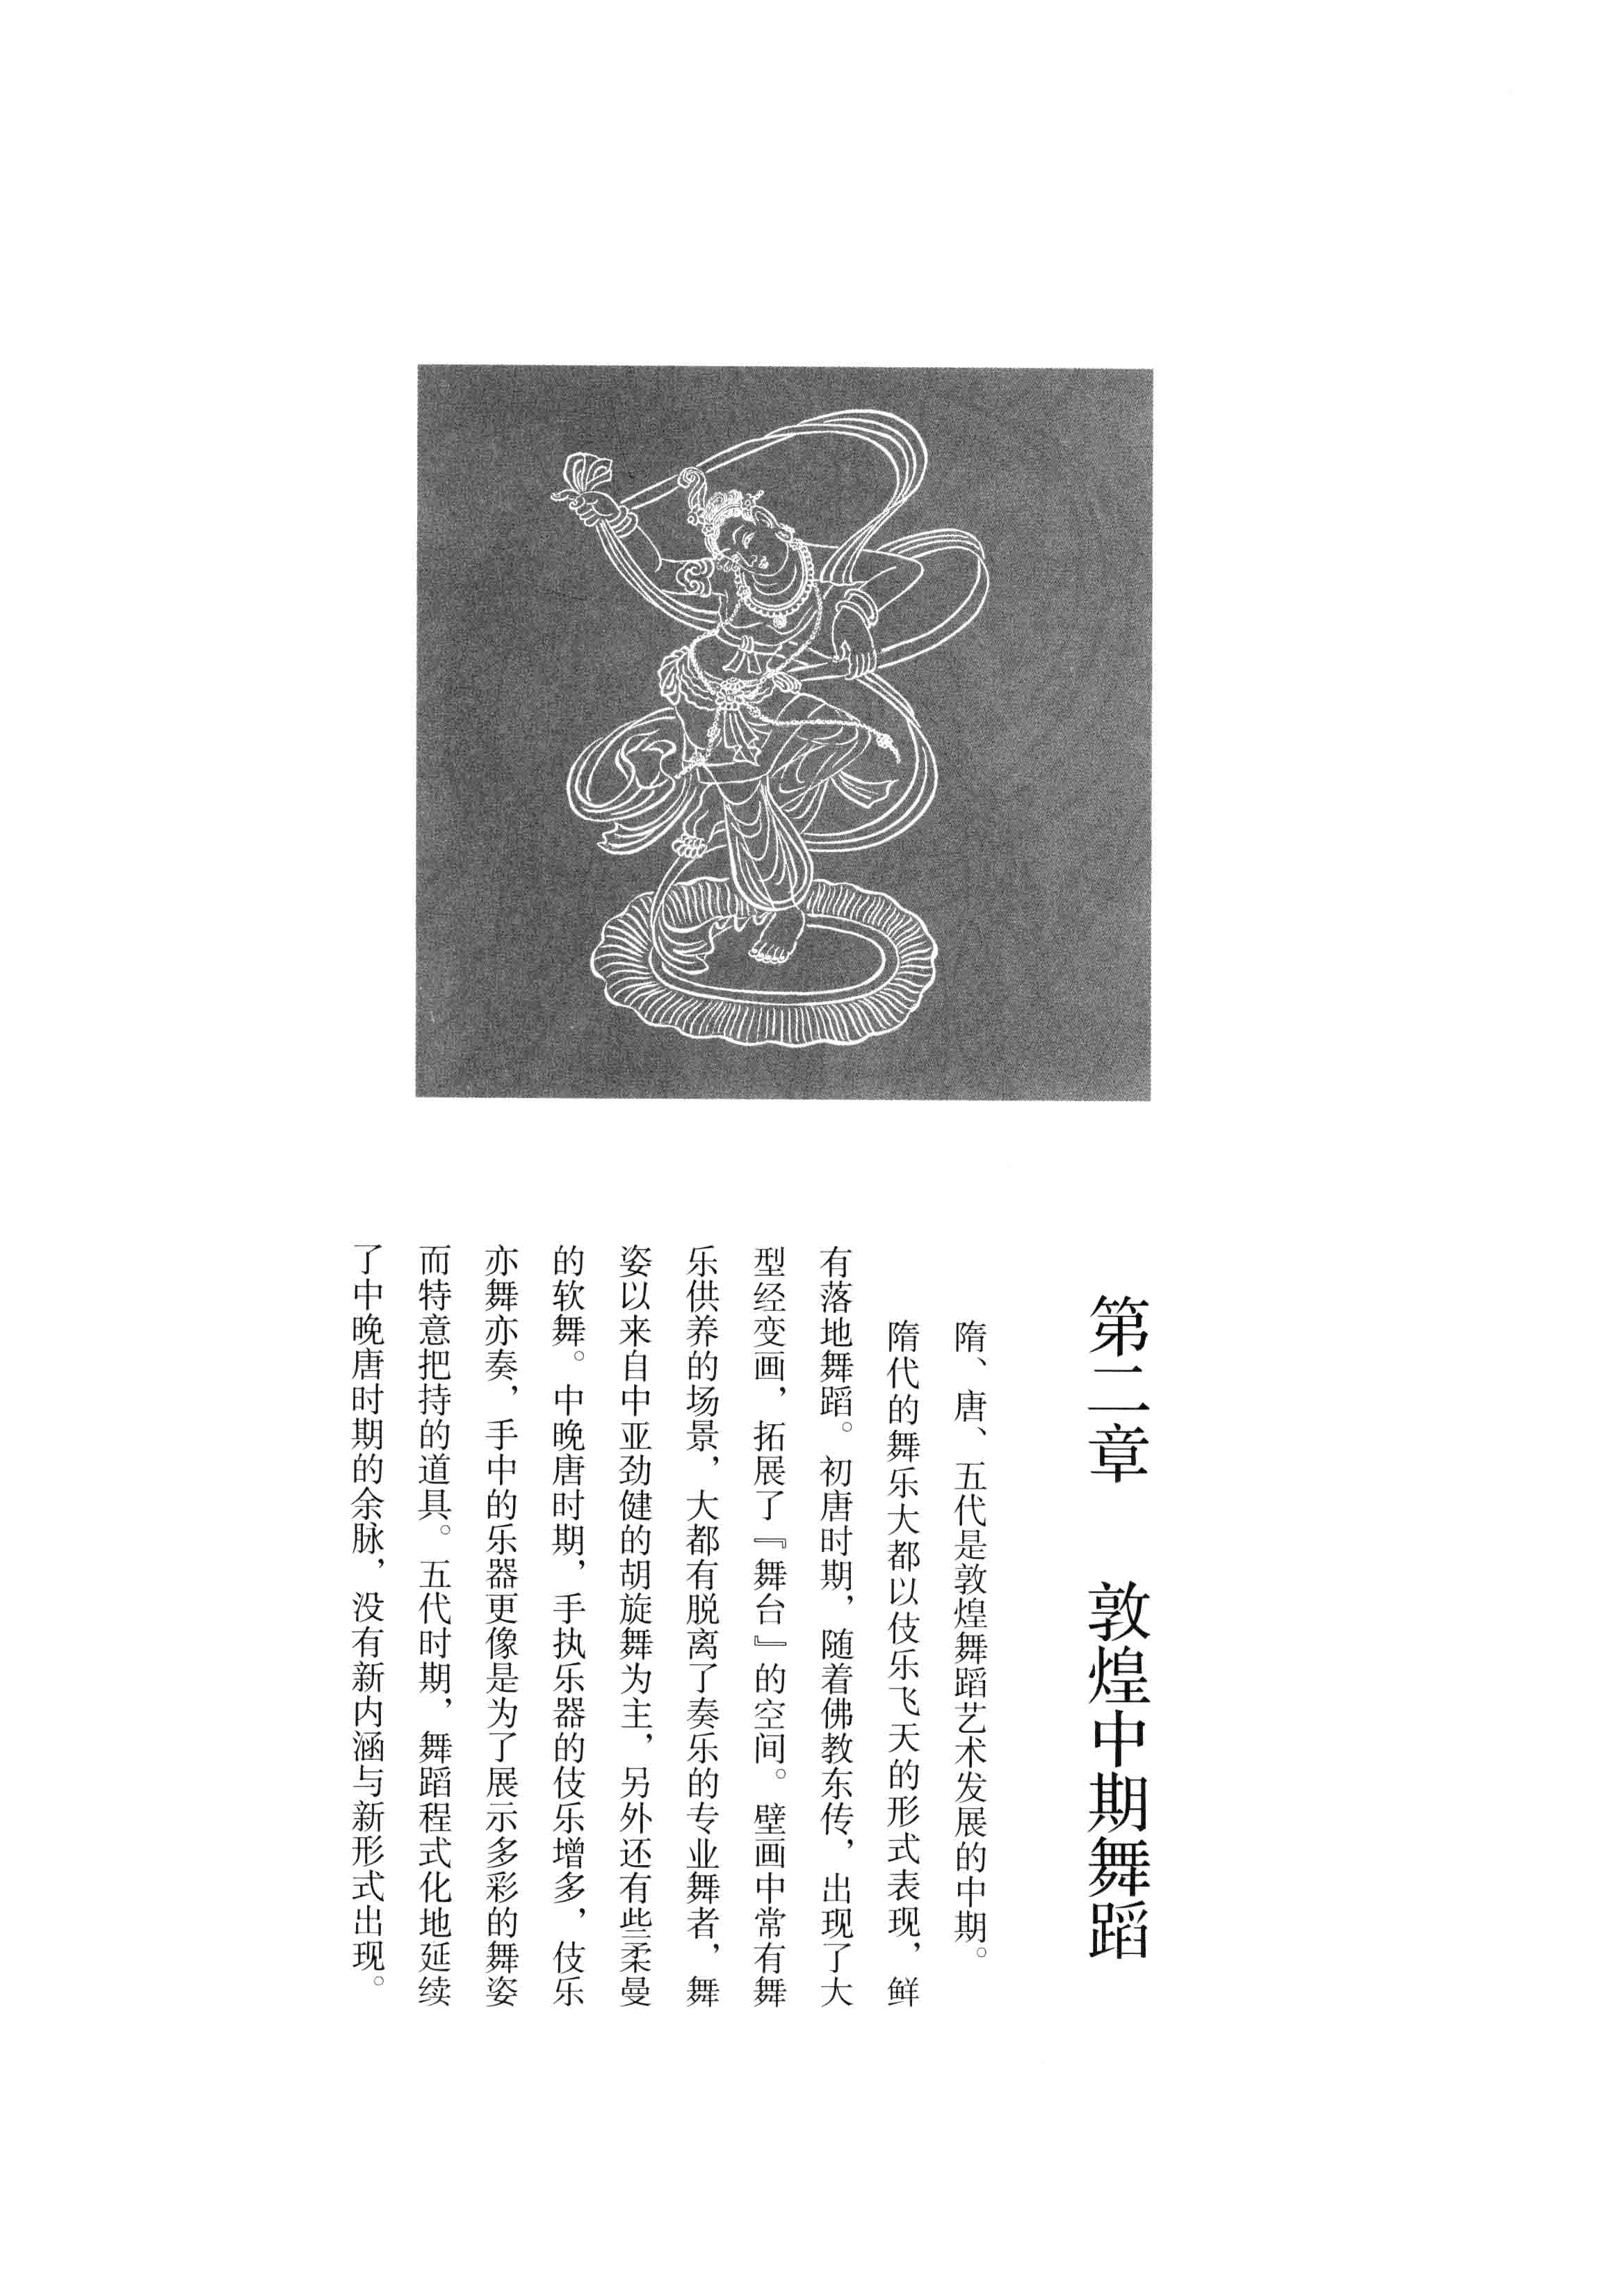 第二章 敦煌中期舞蹈
隋、唐、五代是敦煌舞蹈艺术发展的中期。
隋代的舞乐大都以伎乐飞天的形式表现，鲜
有落地舞蹈。初唐时期，随着佛教东传，出现了大
型经变画，拓展了『舞台』的空间。壁画中常有舞
乐供养的场景，大都有脱离了奏乐的专业舞者，舞
姿以来自中亚劲健的胡旋舞为主，另外还有些柔曼
的软舞。中晚唐时期，手执乐器的伎乐增多，伎乐
亦舞亦奏，手中的乐器更像是为了展示多彩的舞姿
而特意把持的道具。五代时期，舞蹈程式化地延续
了中晚唐时期的余脉，没有新内涵与新形式出现。